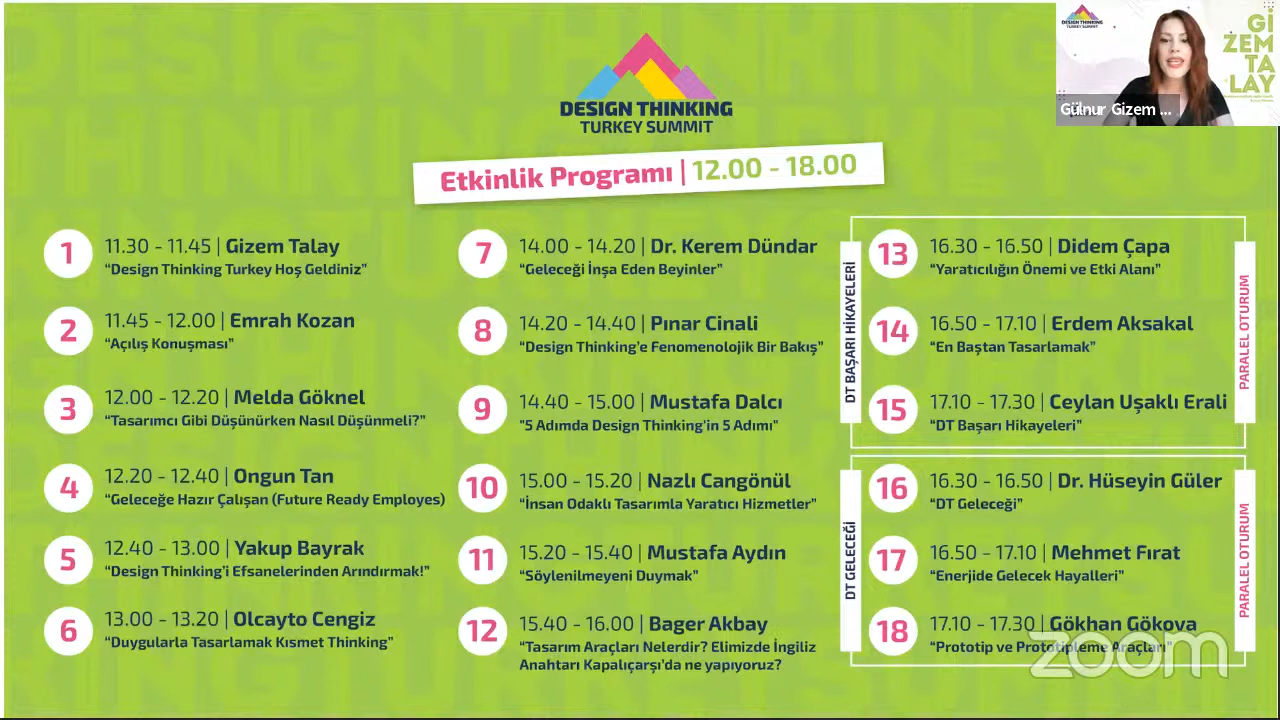 DESIGN THINKING
TURKEY SUMMIT
Etkinlik Programı | 12.00 - 18.00
1
11.30 - 11.45 | Gizem Talay
“Design Thinking Turkey Hoş Geldiniz”
2
11.45 - 12.00 | Emrah Kozan
“Açılış Konuşması”
3
12.00 - 12.20 | Melda Göknel
“Tasarımcı Gibi Düşünürken Nasıl Düşünmeli?”
4
12.20 - 12.40 | Ongun Tan
“Geleceğe Hazır Çalışan (Future Ready Employes)
5
12.40 - 13.00 | Yakup Bayrak
“Design Thinking’i Efsanelerinden Arındırmak!”
6
13.00 - 13.20 | Olcayto Cengiz
“Duygularla Tasarlamak Kısmet Thinking”
7
14.00 - 14.20 | Dr. Kerem Dündar
“Geleceği İnşa Eden Beyinler”
8
14.20 - 14.40 | Pınar Cinali
“Design Thinking’e Fenomenolojik Bir Bakış”
9
14.40 - 15.00 | Mustafa Dalcı
“5 Adımda Design Thinking’in 5 Adımı”
10
15.00 - 15.20 | Nazlı Cangönül
“İnsan Odaklı Tasarımla Yaratıcı Hizmetler”
11
15.20 - 15.40 | Mustafa Aydın
“Söylenilmeyeni Duymak”
12
15.40 - 16.00 | Bager Akbay
“Tasarım Araçları Nelerdir? Elimizde İngiliz
Anahtarı Kapalıçarşı’da ne yapıyoruz?
DT BAŞARI HİKAYELERİ
13
16.30 - 16.50 | Didem Çapa
“Yaratıcılığın Önemi ve Etki Alanı”
14
16.50 - 17.10 | Erdem Aksakal
“En Baştan Tasarlamak”
15
17.10 - 17.30 | Ceylan Uşaklı Erali
“DT Başarı Hikayeleri”
PARALEL OTURUM
DT GELECEĞİ
16
16.30 - 16.50 | Dr. Hüseyin Güler
“DT Geleceği”
17
16.50 - 17.10 | Mehmet Fırat
“Enerjide Gelecek Hayalleri”
18
17.10 - 17.30 | Gökhan Gökova
“Prototip ve Prototipleme Araçları”
PARALEL OTURUM
zoom
DESIGN THINKING
TURKEY SUMMIT
Gİ
ZEM
TA
LAY
Gülnur Gizem ...